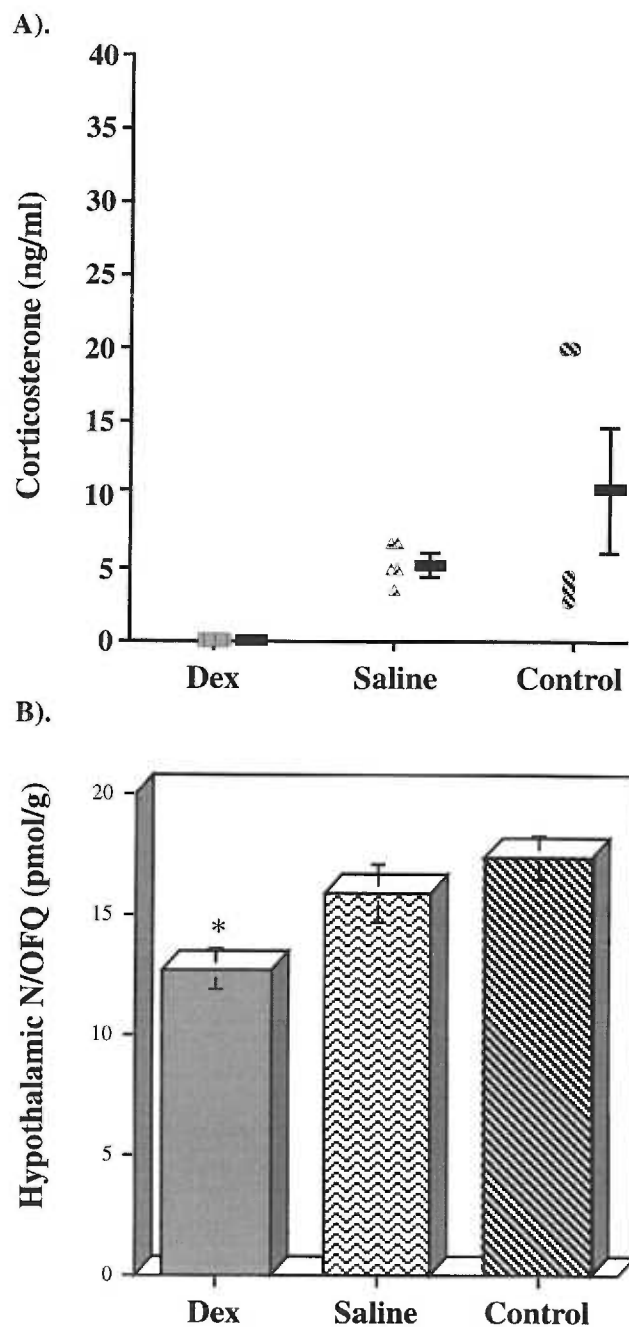 A).
Corticosterone (ng/ml)
40
35
30
25
20
15
10
5
0
Dex Saline Control
B).
Hypothalamic N/OFQ (pmol/g)
20
15
10
5
0
*
Dex Saline Control